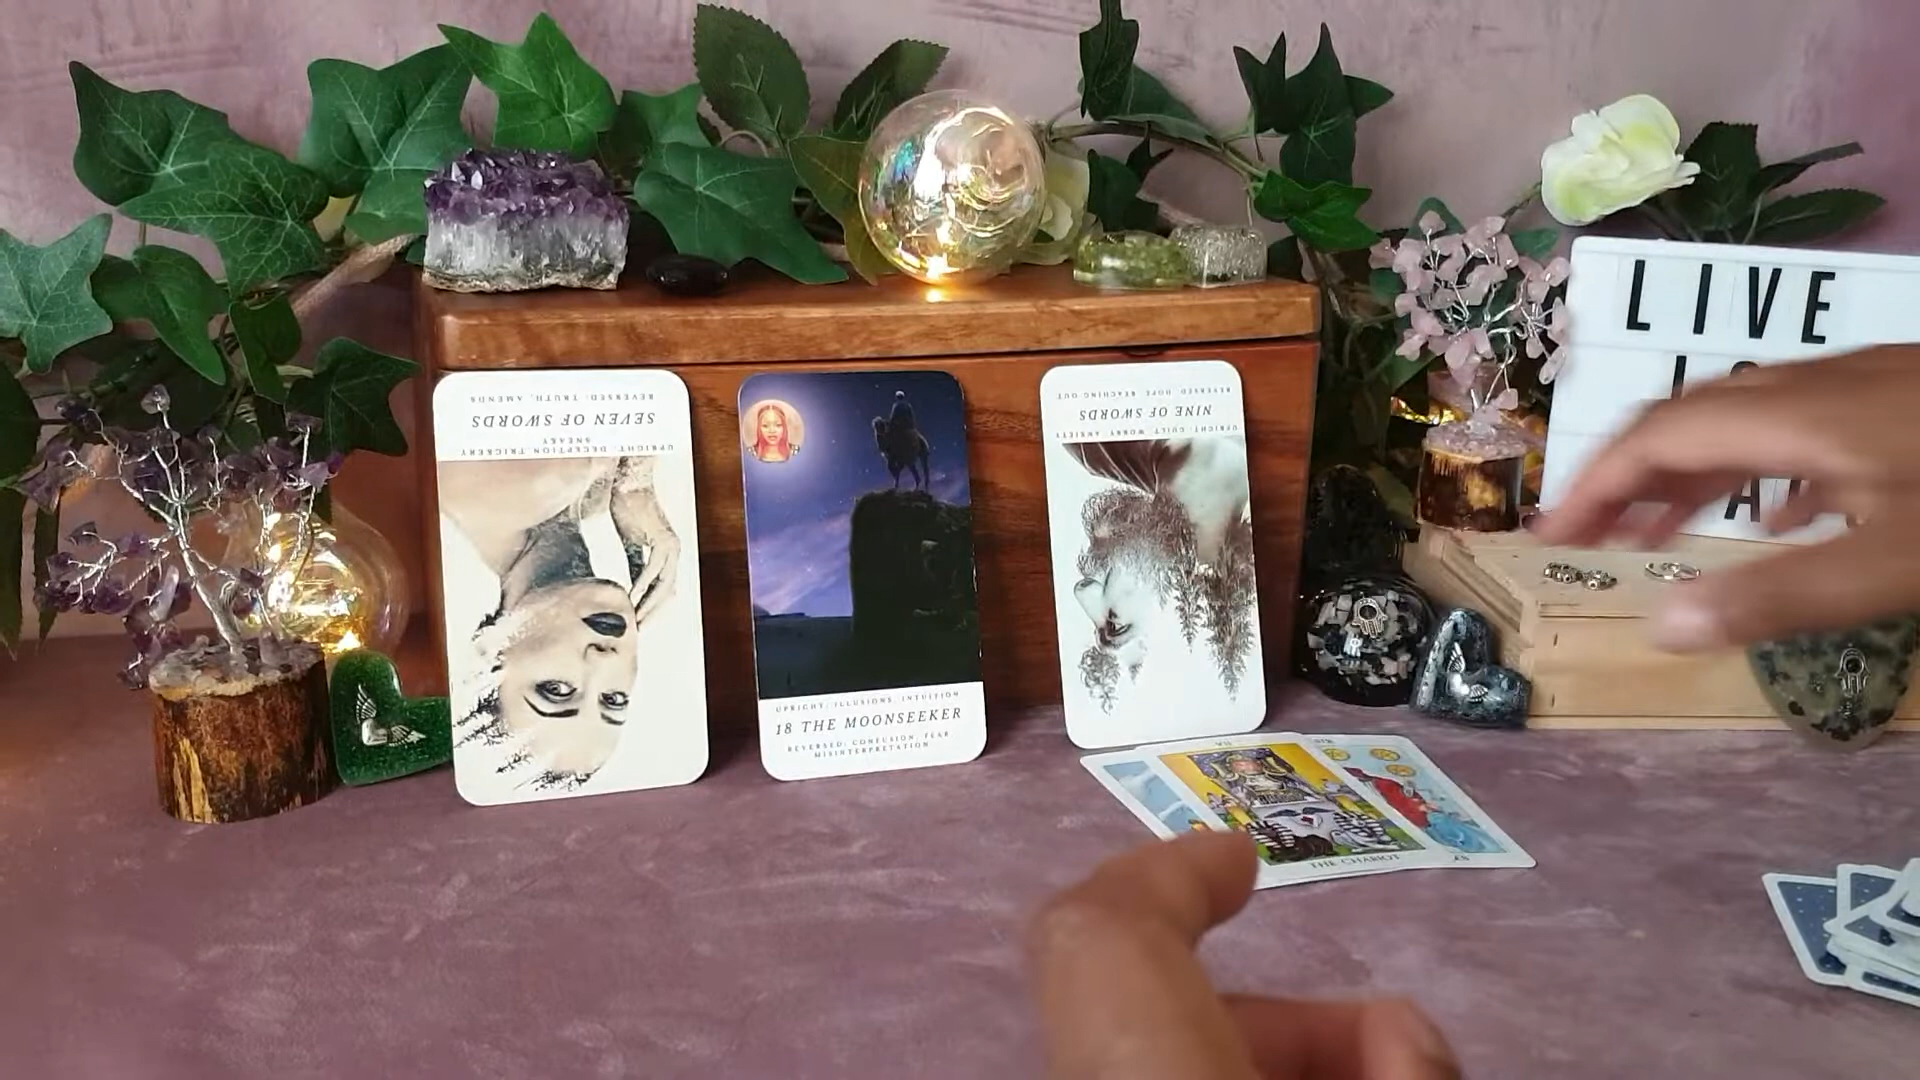 REVERSED: TRUTH, AMENDS
SEVEN OF SWORDS
UPRIGHT: DECEPTION, TRICKERY
SNEAKY
UPRIGHT: ILLUSIONS, INTUITION
18 THE MOONSEEKER
REVERSED: CONFUSION, FEAR
MISINTERPRETATION
REVERSED: HOPE, REACHING OUT
NINE OF SWORDS
UPRIGHT: GUILT, WORRY, ANXIETY
VII
THE CHARIOT
LIVE